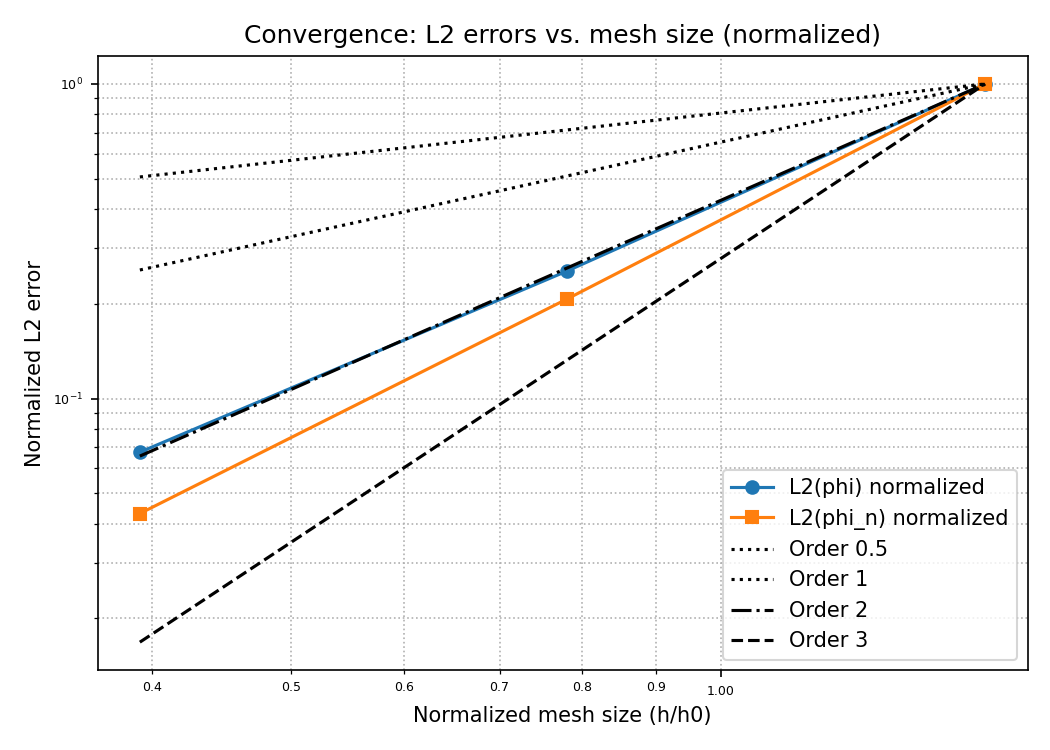 Convergence: L2 errors vs. mesh size (normalized)
Normalized L2 error
10⁰
10⁻¹
L2(phi) normalized
L2(phi_n) normalized
Order 0.5
Order 1
Order 2
Order 3
0.4 0.5 0.6 0.7 0.8 0.9 1.00
Normalized mesh size (h/h0)